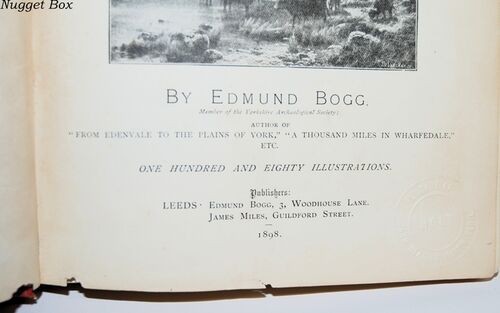 Nugget Box
By Edmund Bogg,
Member of the Yorkshire Archæological Society;
AUTHOR OF
"FROM EDENVALE TO THE PLAINS OF YORK," "A THOUSAND MILES IN WHARFEDALE,"
ETC.
ONE HUNDRED AND EIGHTY ILLUSTRATIONS.
Publishers:
LEEDS: Edmund Bogg, 3, Woodhouse Lane.
James Miles, Guildford Street.
1898.